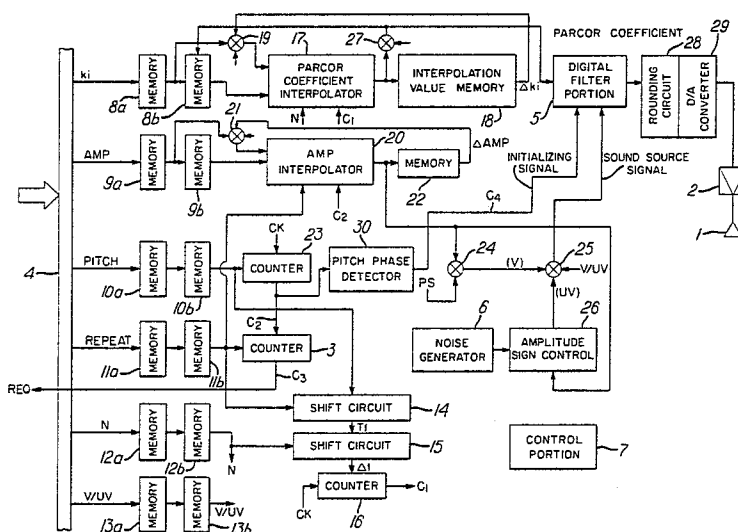 PARCOR COEFFICIENT
19
17
27
28
29
ki
MEMORY
8a
MEMORY
8b
PARCOR
COEFFICIENT
INTERPOLATOR
INTERPOLATION
VALUE MEMORY
18
Δki
DIGITAL
FILTER
PORTION
5
ROUNDING
CIRCUIT
D/A
CONVERTER
N
C1
21
20
ΔAMP
AMP
MEMORY
9a
MEMORY
9b
AMP
INTERPOLATOR
MEMORY
22
C2
INITIALIZING
SIGNAL
SOUND SOURCE
SIGNAL
C4
2
1
4
CK
23
30
PITCH
MEMORY
10a
MEMORY
10b
COUNTER
PITCH PHASE
DETECTOR
PS
24
(V)
25
V/UV
(UV)
C2
6
26
REPEAT
MEMORY
11a
MEMORY
11b
COUNTER
3
NOISE
GENERATOR
AMPLITUDE
SIGN CONTROL
REQ
C3
SHIFT CIRCUIT
14
T1
N
MEMORY
12a
MEMORY
12b
N
SHIFT CIRCUIT
15
Δ1
CONTROL
PORTION
7
V/UV
MEMORY
13a
MEMORY
13b
V/UV
CK
COUNTER
16
C1